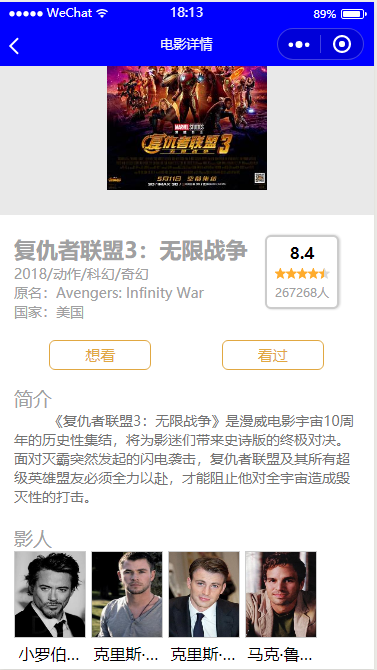 WeChat
18:13
89%
电影详情
MARVEL STUDIOS
复仇者联盟3
无限战争
5月11日
复仇者联盟3：无限战争
8.4
2018/动作/科幻/奇幻
原名：Avengers: Infinity War
267268人
国家：美国
想看
看过
简介
《复仇者联盟3：无限战争》是漫威电影宇宙10周
年的历史性集结，将为影迷们带来史诗版的终极对决。
面对灭霸突然发起的闪电袭击，复仇者联盟及其所有超
级英雄盟友必须全力以赴，才能阻止他对全宇宙造成毁
灭性的打击。
影人
小罗伯...
克里斯·...
克里斯·...
马克·鲁...